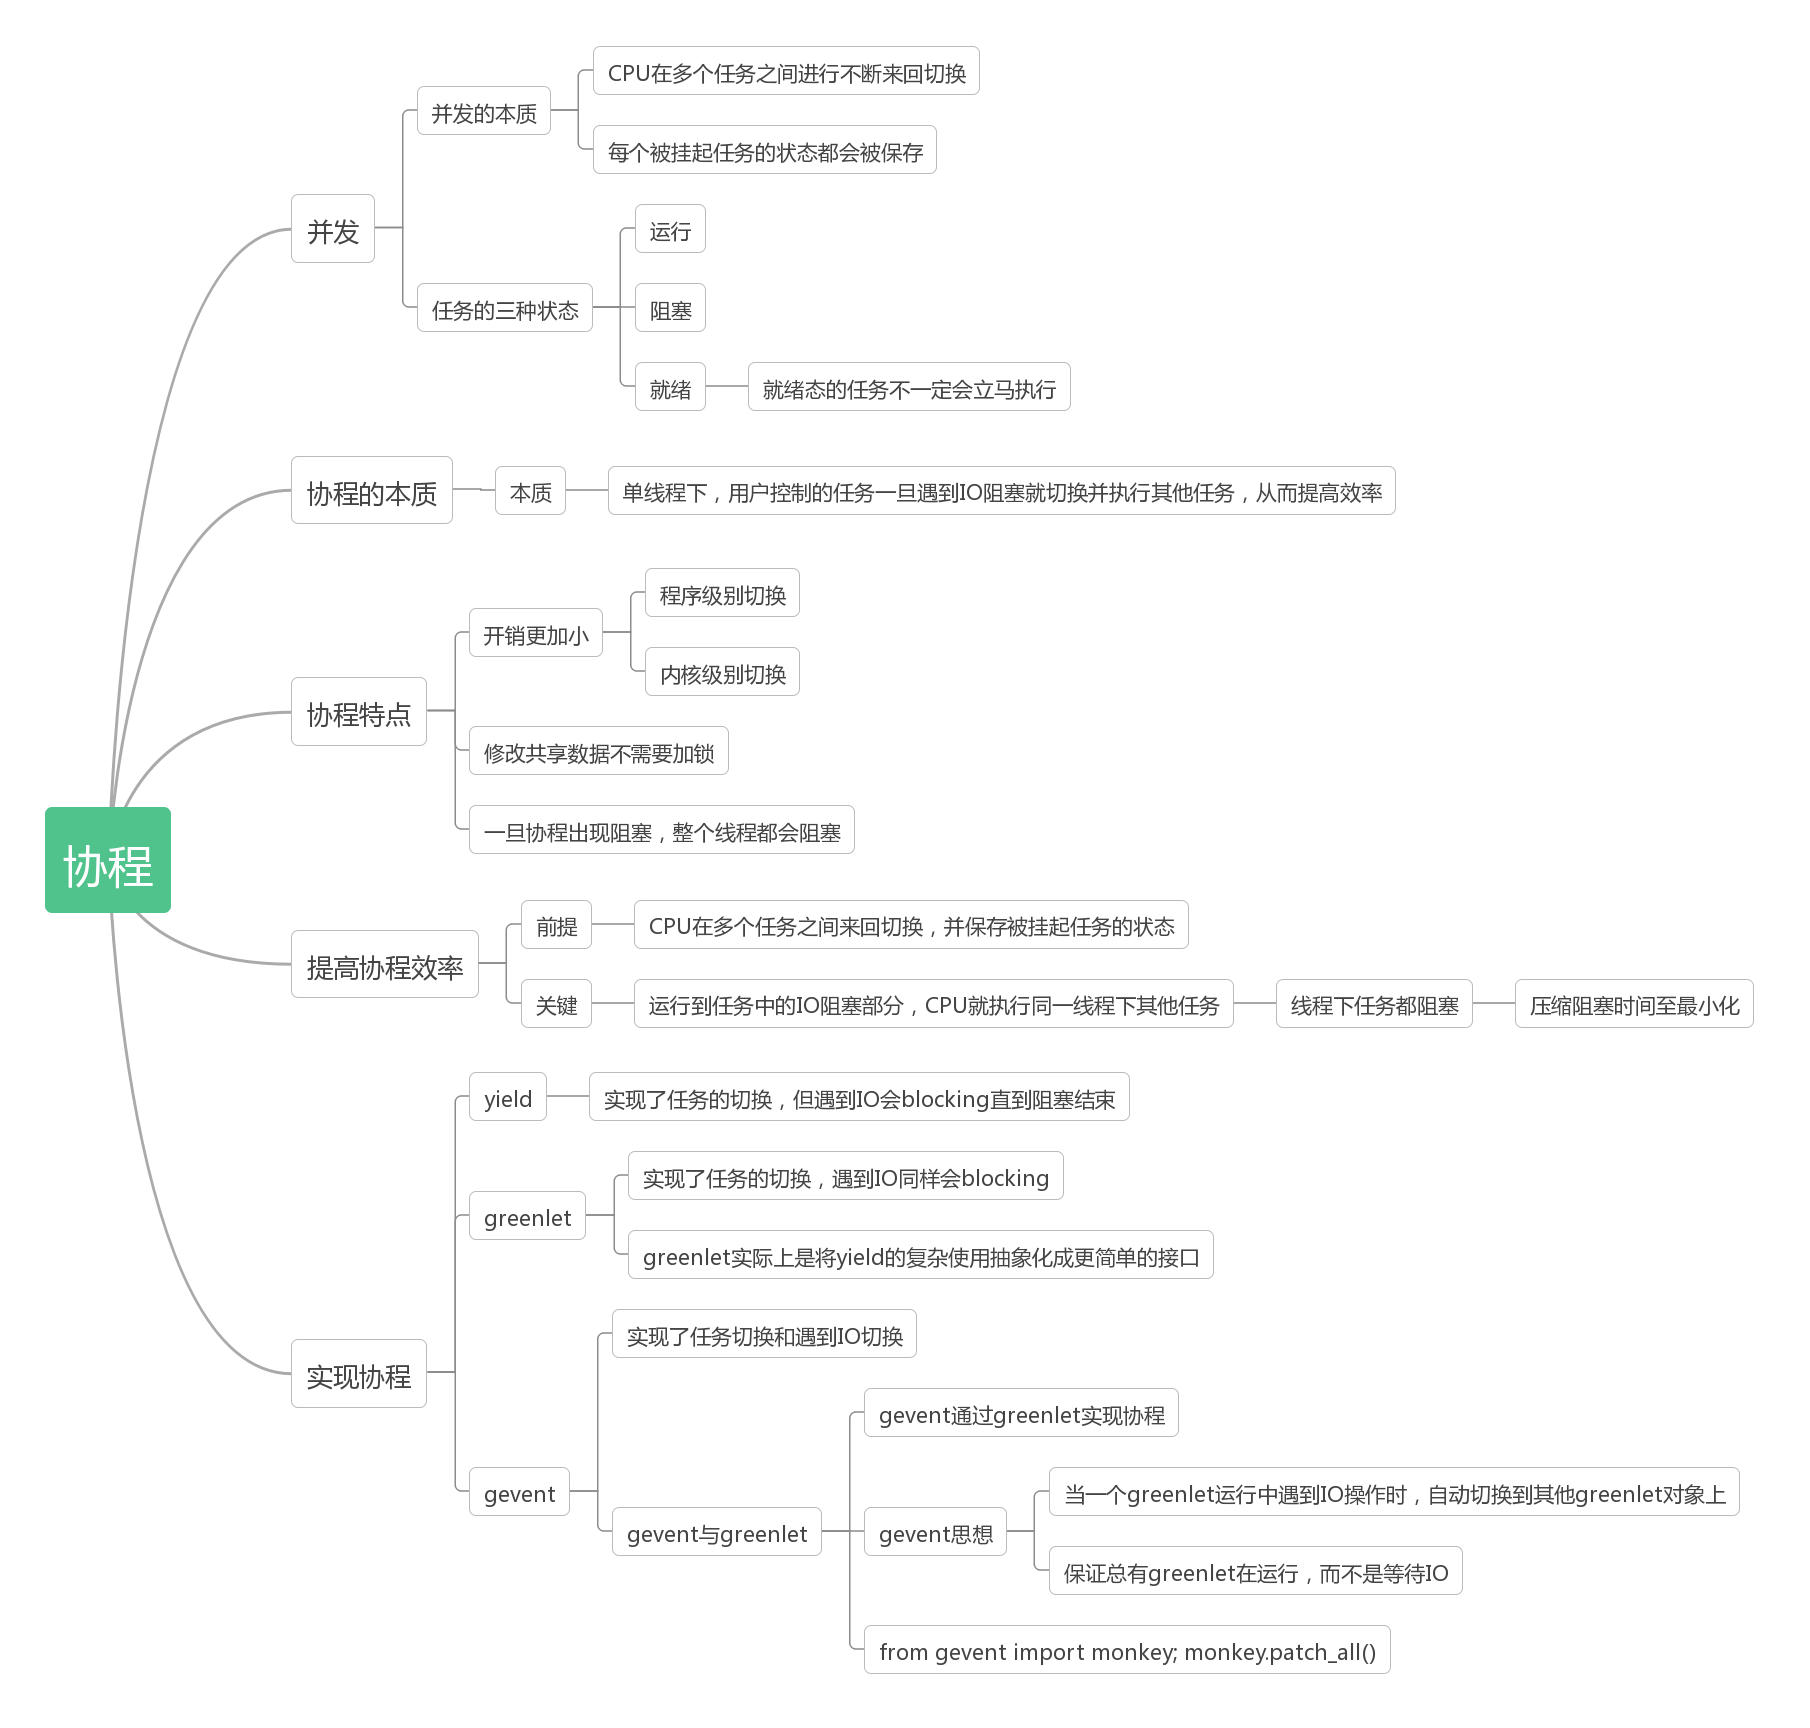 协程
并发
并发的本质
CPU在多个任务之间进行不断来回切换
每个被挂起任务的状态都会被保存
任务的三种状态
运行
阻塞
就绪
就绪态的任务不一定会立马执行
协程的本质
本质
单线程下，用户控制的任务一旦遇到IO阻塞就切换并执行其他任务，从而提高效率
协程特点
开销更加小
程序级别切换
内核级别切换
修改共享数据不需要加锁
一旦协程出现阻塞，整个线程都会阻塞
提高协程效率
前提
CPU在多个任务之间来回切换，并保存被挂起任务的状态
关键
运行到任务中的IO阻塞部分，CPU就执行同一线程下其他任务
线程下任务都阻塞
压缩阻塞时间至最小化
实现协程
yield
实现了任务的切换，但遇到IO会blocking直到阻塞结束
greenlet
实现了任务的切换，遇到IO同样会blocking
greenlet实际上是将yield的复杂使用抽象化成更简单的接口
gevent
实现了任务切换和遇到IO切换
gevent与greenlet
gevent通过greenlet实现协程
gevent思想
当一个greenlet运行中遇到IO操作时，自动切换到其他greenlet对象上
保证总有greenlet在运行，而不是等待IO
from gevent import monkey; monkey.patch_all()